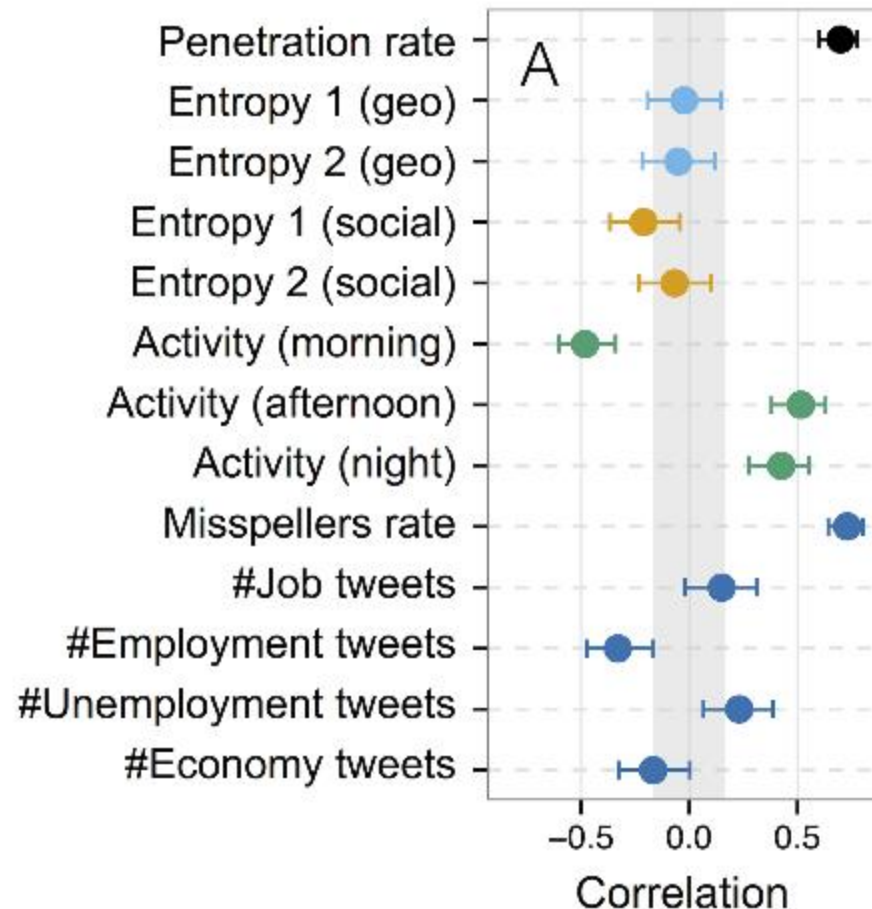 A
Penetration rate
Entropy 1 (geo)
Entropy 2 (geo)
Entropy 1 (social)
Entropy 2 (social)
Activity (morning)
Activity (afternoon)
Activity (night)
Misspellers rate
#Job tweets
#Employment tweets
#Unemployment tweets
#Economy tweets
−0.5 0.0 0.5
Correlation